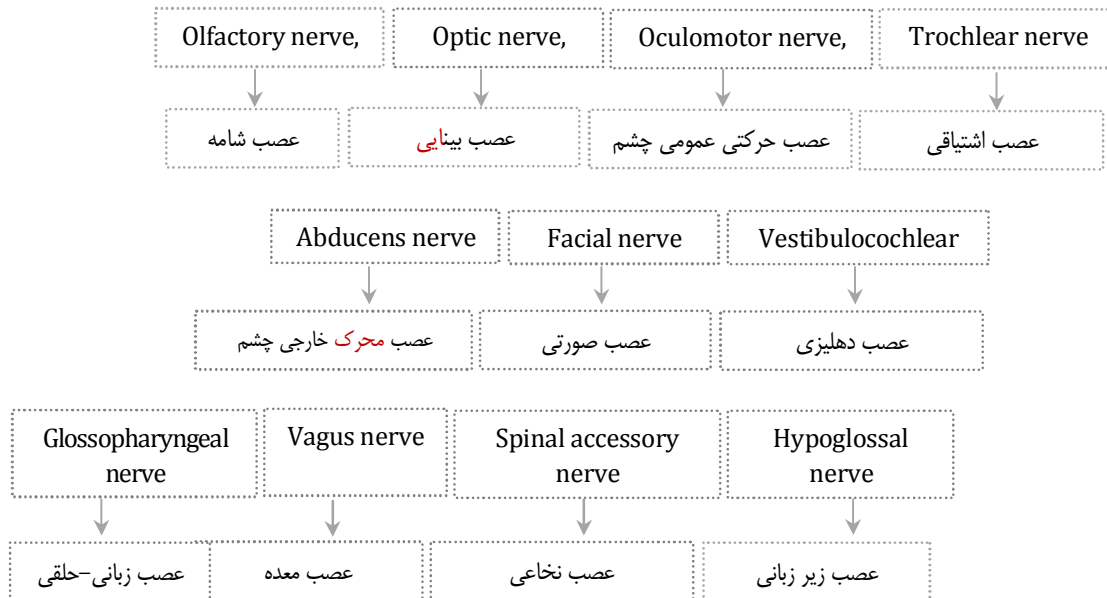 Olfactory nerve,
Optic nerve,
Oculomotor nerve,
Trochlear nerve
عصب شامه
عصب بینایی
عصب حرکتی عمومی چشم
عصب اشتیاقی
Abducens nerve
Facial nerve
Vestibulocochlear
عصب محرک خارجی چشم
عصب صورتی
عصب دهلیزی
Glossopharyngeal
nerve
Vagus nerve
Spinal accessory
nerve
Hypoglossal
nerve
عصب زبانی–حلقی
عصب معده
عصب نخاعی
عصب زیر زبانی